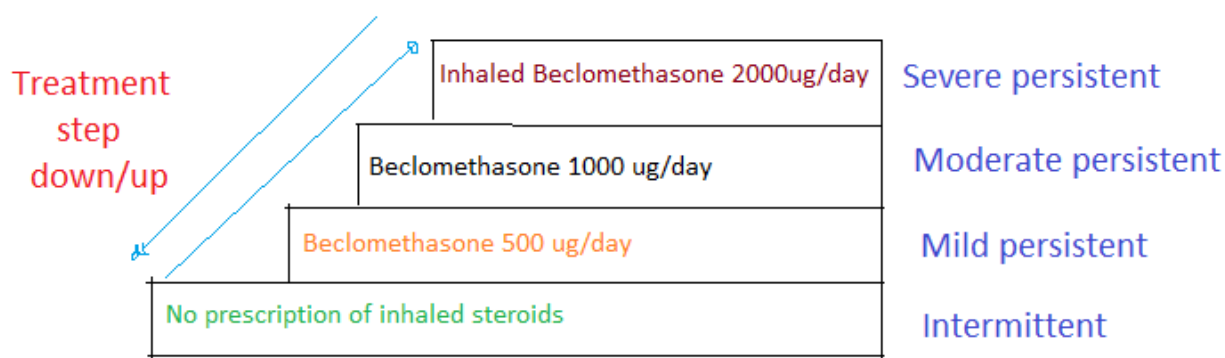 Treatment
step
down/up
Inhaled Beclomethasone 2000ug/day
Severe persistent
Beclomethasone 1000 ug/day
Moderate persistent
Beclomethasone 500 ug/day
Mild persistent
No prescription of inhaled steroids
Intermittent